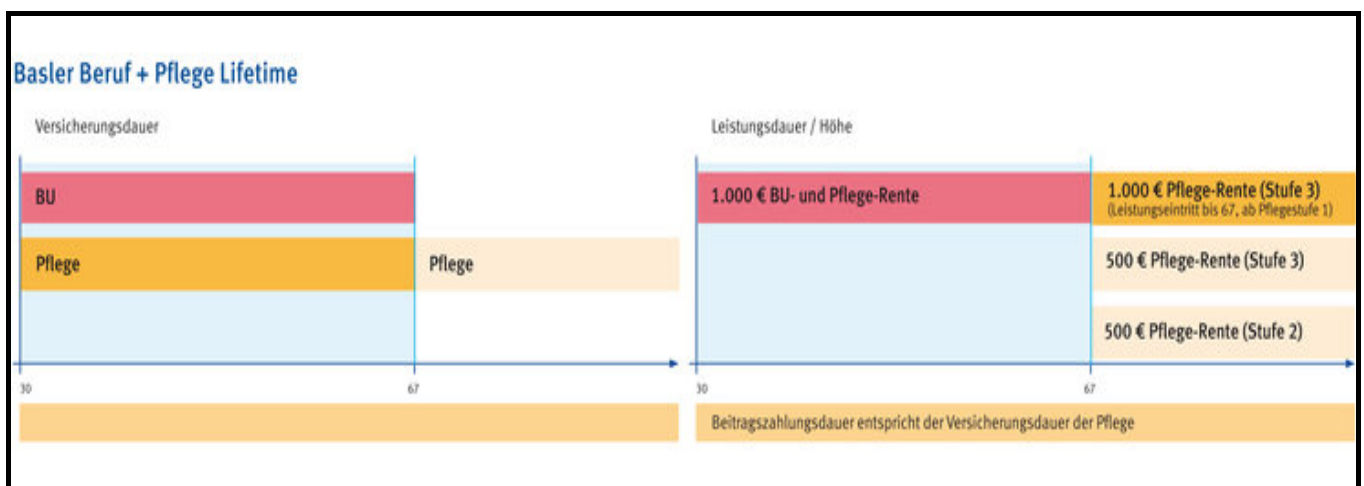 Basler Beruf + Pflege Lifetime
Versicherungsdauer
BU
Pflege
Pflege
30
67
Leistungsdauer / Höhe
1.000 € BU- und Pflege-Rente
1.000 € Pflege-Rente (Stufe 3)
(Leistungseintritt bis 67, ab Pflegestufe 1)
500 € Pflege-Rente (Stufe 3)
500 € Pflege-Rente (Stufe 2)
30
67
Beitragszahlungsdauer entspricht der Versicherungsdauer der Pflege